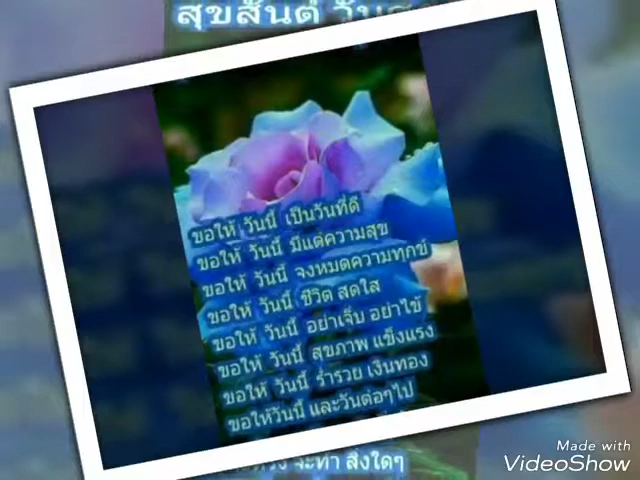 สุขสันต์ วัน
ขอให้ วันนี้ เป็นวันที่ดี
ขอให้ วันนี้ มีแต่ความสุข
ขอให้ วันนี้ จงหมดความทุกข์
ขอให้ วันนี้ ชีวิต สดใส
ขอให้ วันนี้ อย่าเจ็บ อย่าไข้
ขอให้ วันนี้ สุขภาพ แข็งแรง
ขอให้ วันนี้ ร่ำรวย เงินทอง
ขอให้วันนี้ และวันต่อๆไป
จะทำ สิ่งใดๆ
Made with
VideoShow